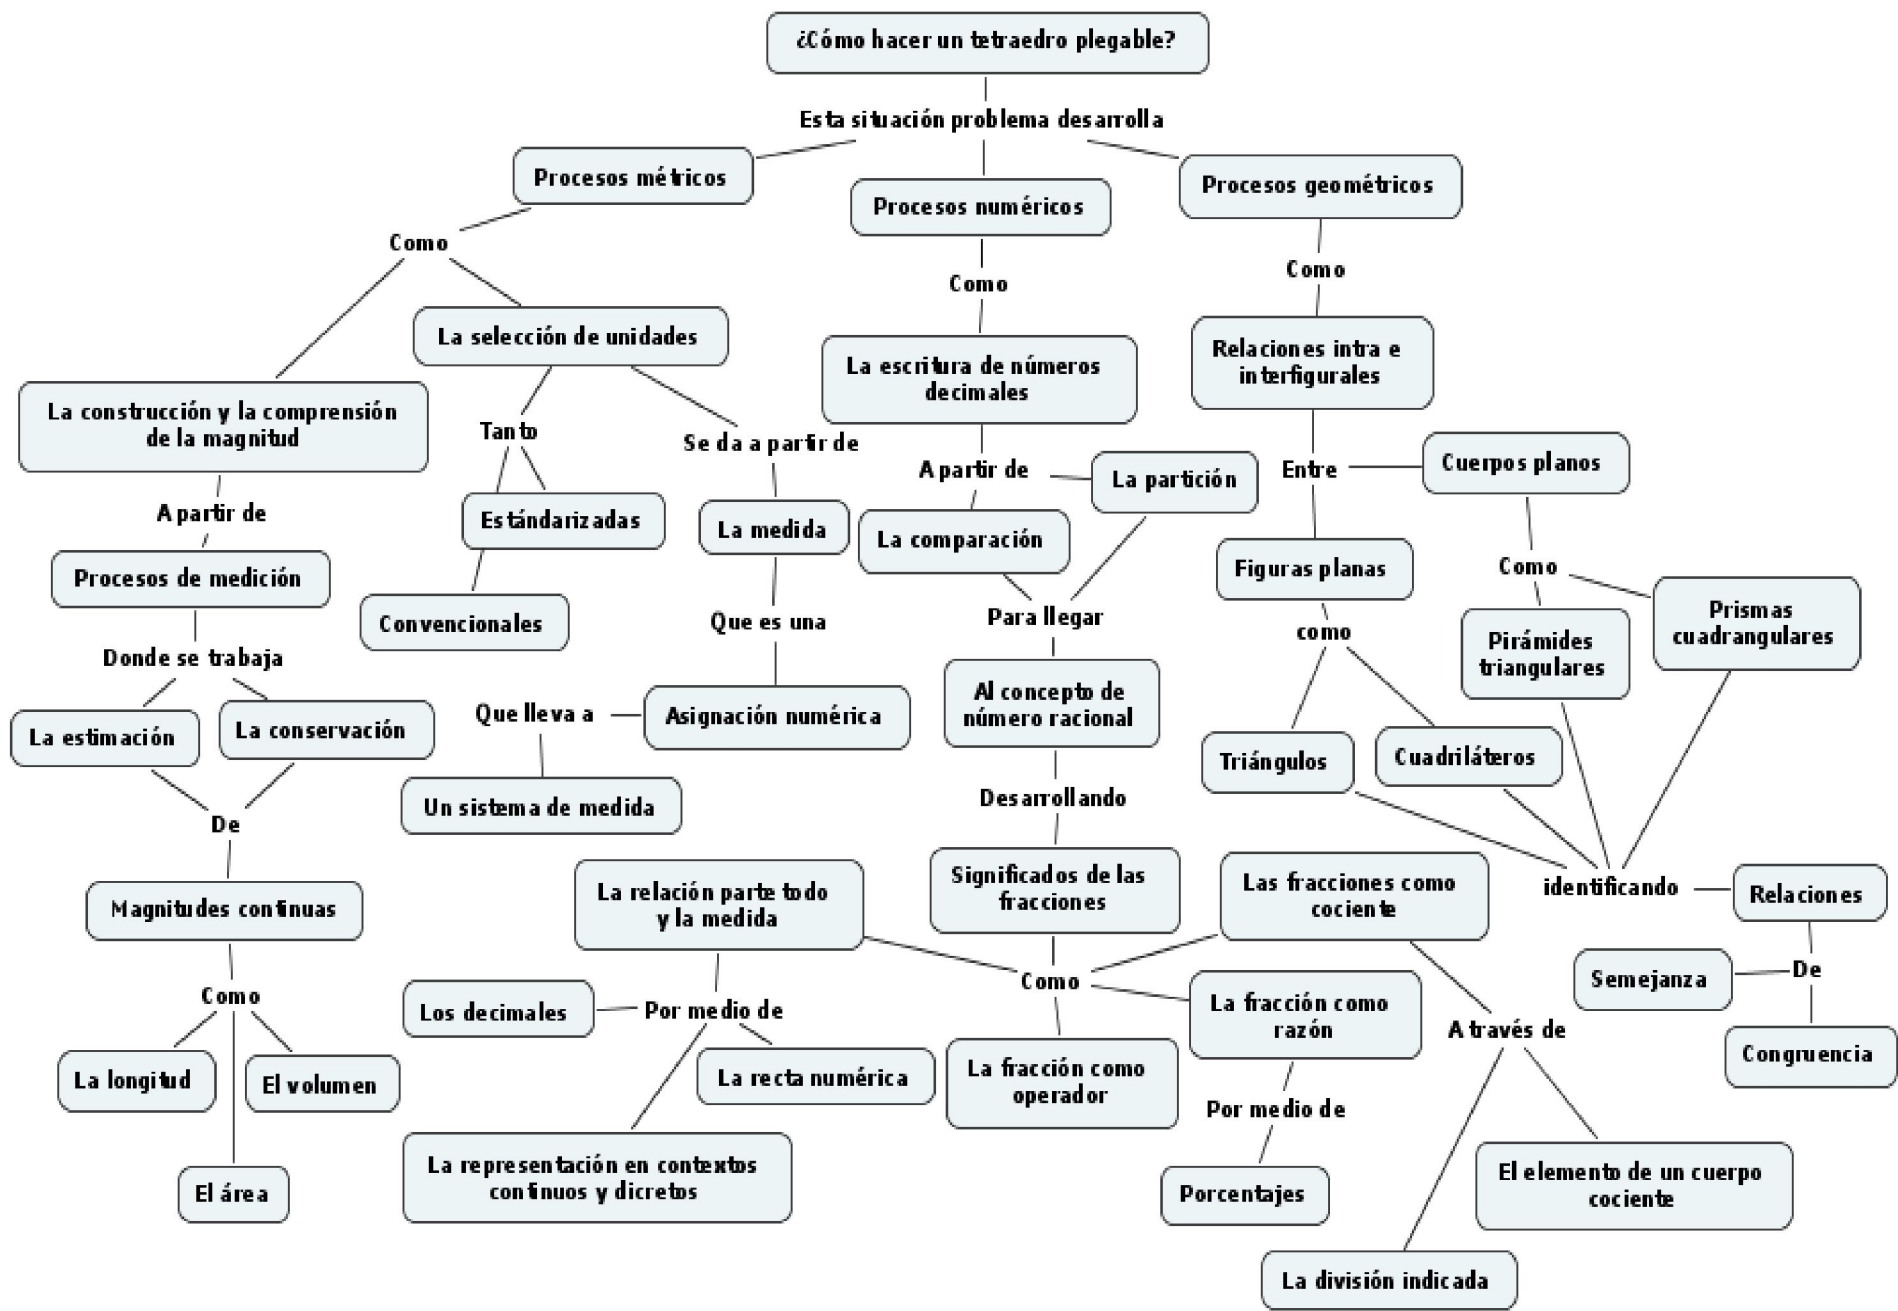 ¿Cómo hacer un tetraedro plegable?
Esta situación problema desarrolla
Procesos métricos
Procesos numéricos
Procesos geométricos
Como
La construcción y la comprensión
de la magnitud
A partir de
Procesos de medición
Donde se trabaja
La estimación
La conservación
De
Magnitudes continuas
Como
La longitud
El volumen
El área
La selección de unidades
Tanto
Estándarizadas
Convencionales
Se da a partir de
La medida
Que es una
Asignación numérica
Que lleva a
Un sistema de medida
Como
La escritura de números
decimales
A partir de
La partición
La comparación
Para llegar
Al concepto de
número racional
Desarrollando
Significados de las
fracciones
Como
La relación parte todo
y la medida
Por medio de
Los decimales
La recta numérica
La representación en contextos
continuos y dicretos
La fracción como
operador
La fracción como
razón
Por medio de
Porcentajes
Las fracciones como
cociente
A través de
El elemento de un cuerpo
cociente
La división indicada
Como
Relaciones intra e
interfigurales
Entre
Cuerpos planos
Como
Pirámides
triangulares
Prismas
cuadrangulares
Figuras planas
como
Triángulos
Cuadriláteros
identificando
Relaciones
De
Semejanza
Congruencia